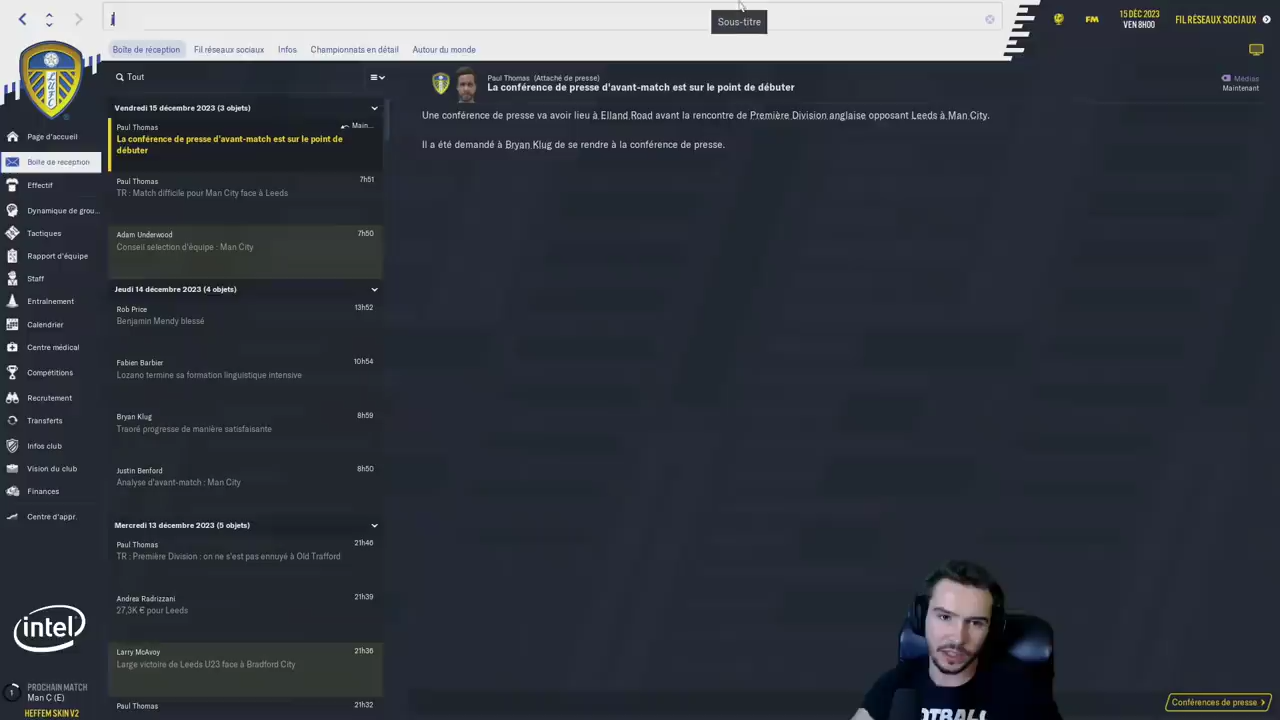 j
Sous-titre
15 DÉC 2023
VEN 8H00
FIL RÉSEAUX SOCIAUX
FM
Boîte de réception
Fil réseaux sociaux
Infos
Championnats en détail
Autour du monde
LUFC
Page d'accueil
Boîte de réception
Effectif
Dynamique de grou...
Tactiques
Rapport d'équipe
Staff
Entraînement
Calendrier
Centre médical
Compétitions
Recrutement
Transferts
Infos club
Vision du club
Finances
Centre d'appr.
intel
1
PROCHAIN MATCH
Man C (E)
HEFFEM SKIN V2
Tout
Vendredi 15 décembre 2023 (3 objets)
Paul Thomas
Main...
La conférence de presse d'avant-match est sur le point de
débuter
Paul Thomas
7h51
TR : Match difficile pour Man City face à Leeds
Adam Underwood
7h50
Conseil sélection d'équipe : Man City
Jeudi 14 décembre 2023 (4 objets)
Rob Price
13h52
Benjamin Mendy blessé
Fabien Barbier
10h54
Lozano termine sa formation linguistique intensive
Bryan Klug
8h59
Traoré progresse de manière satisfaisante
Justin Benford
8h50
Analyse d'avant-match : Man City
Mercredi 13 décembre 2023 (5 objets)
Paul Thomas
21h46
TR : Première Division : on ne s'est pas ennuyé à Old Trafford
Andrea Radrizzani
21h39
27,3K € pour Leeds
Larry McAvoy
21h36
Large victoire de Leeds U23 face à Bradford City
Paul Thomas
21h32
Paul Thomas (Attaché de presse)
La conférence de presse d'avant-match est sur le point de débuter
Médias
Maintenant
Une conférence de presse va avoir lieu à Elland Road avant la rencontre de Première Division anglaise opposant Leeds à Man City.
Il a été demandé à Bryan Klug de se rendre à la conférence de presse.
Conférences de presse